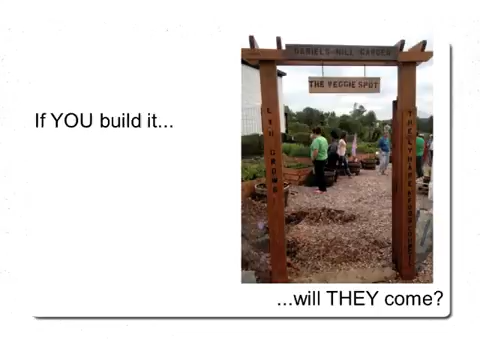 If YOU build it...
DANIELS-HILL GARDEN
THE VEGGIE SPOT
...will THEY come?